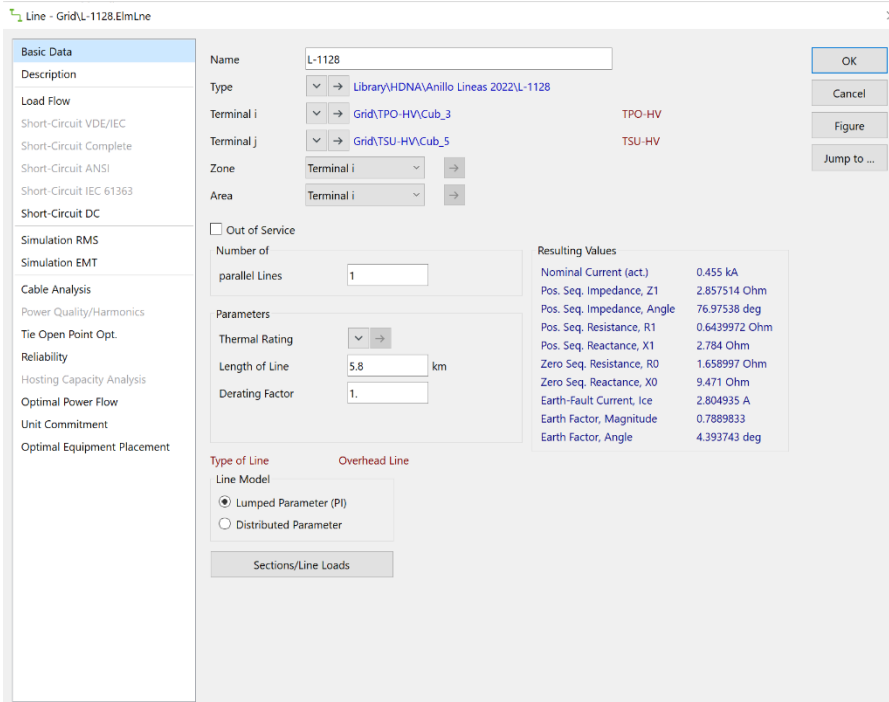 Line - Grid\L-1128.ElmLne
Basic Data
Description
Load Flow
Short-Circuit VDE/IEC
Short-Circuit Complete
Short-Circuit ANSI
Short-Circuit IEC 61363
Short-Circuit DC
Simulation RMS
Simulation EMT
Cable Analysis
Power Quality/Harmonics
Tie Open Point Opt.
Reliability
Hosting Capacity Analysis
Optimal Power Flow
Unit Commitment
Optimal Equipment Placement
Name L-1128
Type Library\HDNA\Anillo Lineas 2022\L-1128
Terminal i Grid\TPO-HV\Cub_3 TPO-HV
Terminal j Grid\TSU-HV\Cub_5 TSU-HV
Zone Terminal i
Area Terminal i
Out of Service
Number of
parallel Lines 1
Parameters
Thermal Rating
Length of Line 5.8 km
Derating Factor 1.
Resulting Values
Nominal Current (act.) 0.455 kA
Pos. Seq. Impedance, Z1 2.857514 Ohm
Pos. Seq. Impedance, Angle 76.97538 deg
Pos. Seq. Resistance, R1 0.6439972 Ohm
Pos. Seq. Reactance, X1 2.784 Ohm
Zero Seq. Resistance, R0 1.658997 Ohm
Zero Seq. Reactance, X0 9.471 Ohm
Earth-Fault Current, Ice 2.804935 A
Earth Factor, Magnitude 0.7889833
Earth Factor, Angle 4.393743 deg
Type of Line Overhead Line
Line Model
Lumped Parameter (PI)
Distributed Parameter
Sections/Line Loads
OK
Cancel
Figure
Jump to ...